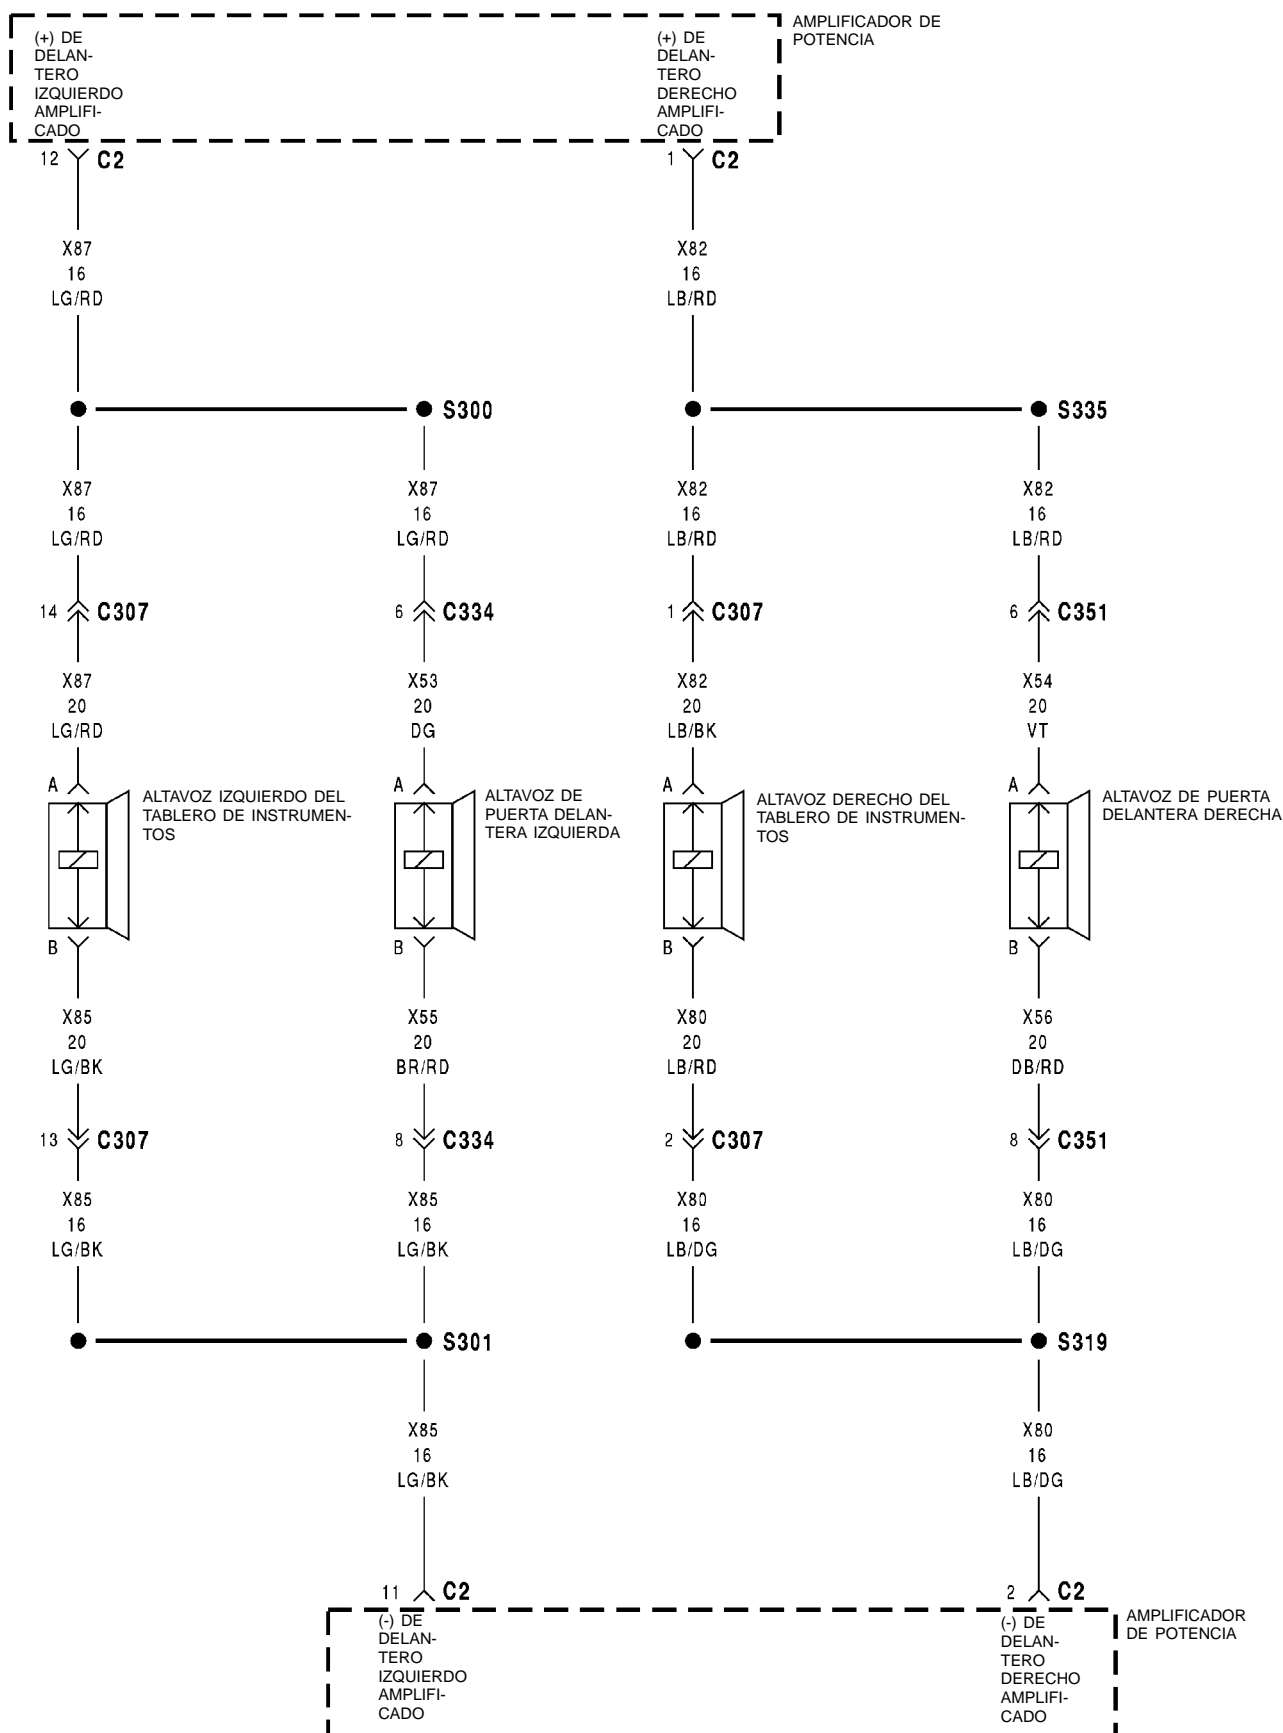 AMPLIFICADOR DE
POTENCIA
(+) DE
DELAN-
TERO
IZQUIERDO
AMPLIFI-
CADO
(+) DE
DELAN-
TERO
DERECHO
AMPLIFI-
CADO
12 C2
1 C2
X87
16
LG/RD
X82
16
LB/RD
S300
S335
X87
16
LG/RD
X87
16
LG/RD
X82
16
LB/RD
X82
16
LB/RD
14 C307
6 C334
1 C307
6 C351
X87
20
LG/RD
X53
20
DG
X82
20
LB/BK
X54
20
VT
A
A
A
A
ALTAVOZ IZQUIERDO DEL
TABLERO DE INSTRUMEN-
TOS
ALTAVOZ DE
PUERTA DELAN-
TERA IZQUIERDA
ALTAVOZ DERECHO DEL
TABLERO DE INSTRUMEN-
TOS
ALTAVOZ DE PUERTA
DELANTERA DERECHA
B
B
B
B
X85
20
LG/BK
X55
20
BR/RD
X80
20
LB/RD
X56
20
DB/RD
13 C307
8 C334
2 C307
8 C351
X85
16
LG/BK
X85
16
LG/BK
X80
16
LB/DG
X80
16
LB/DG
S301
S319
X85
16
LG/BK
X80
16
LB/DG
11 C2
2 C2
(-) DE
DELAN-
TERO
IZQUIERDO
AMPLIFI-
CADO
(-) DE
DELAN-
TERO
DERECHO
AMPLIFI-
CADO
AMPLIFICADOR
DE POTENCIA